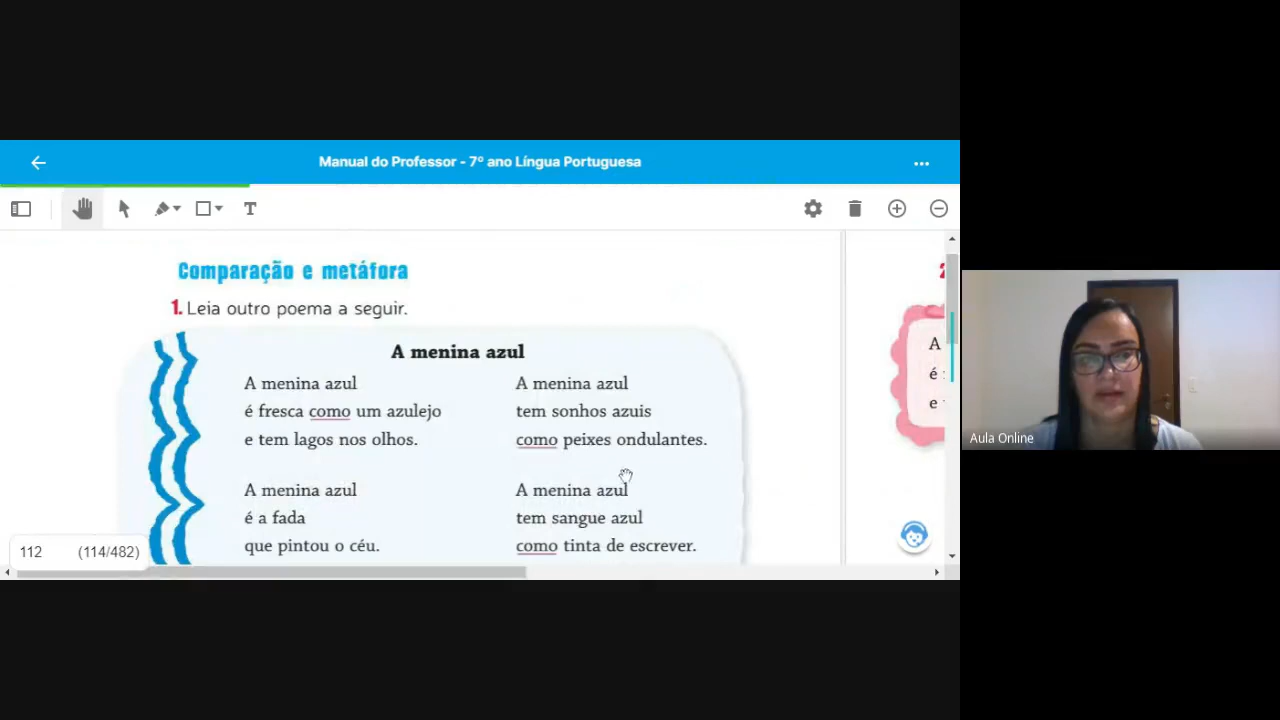 Manual do Professor - 7º ano Língua Portuguesa
T
Comparação e metáfora
1. Leia outro poema a seguir.
A menina azul
A menina azul
é fresca como um azulejo
e tem lagos nos olhos.
A menina azul
é a fada
que pintou o céu.
A menina azul
tem sonhos azuis
como peixes ondulantes.
A menina azul
tem sangue azul
como tinta de escrever.
A
é
e
112 (114/482)
Aula Online